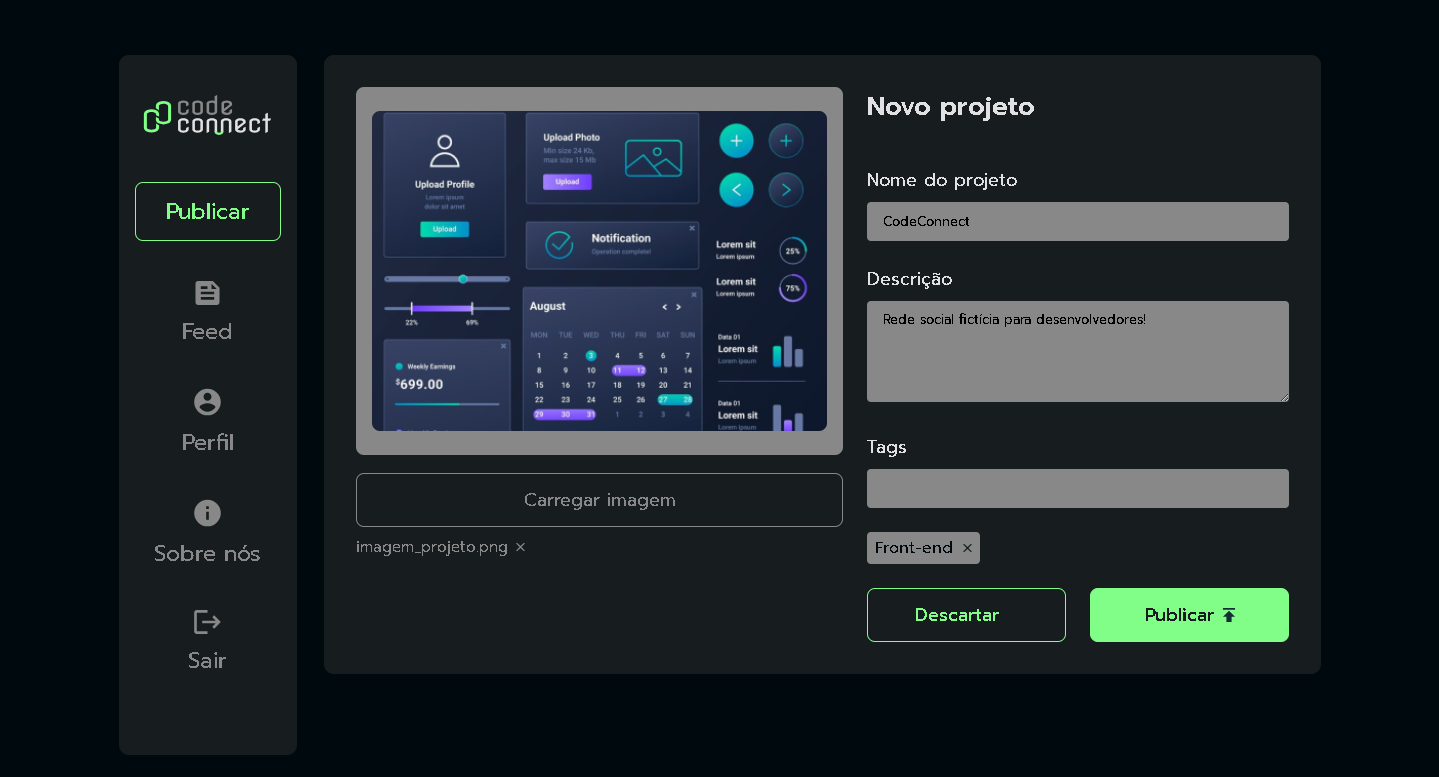 code
connect
Publicar
Feed
Perfil
Sobre nós
Sair
Upload Profile
Lorem ipsum
dolor sit amet
Upload
Upload Photo
Min size 24 Kb,
max size 15 Mb
Upload
Notification
Operation complete!
Lorem sit
Lorem ipsum
25%
Lorem sit
Lorem ipsum
75%
22% 69%
August
MON TUE WED THU FRI SAT SUN
1 2 3 4 5 6 7
8 9 10 11 12 13 14
15 16 17 18 19 20 21
22 23 24 25 26 27 28
29 30 31 1 2 3 4
Weekly Earnings
$699.00
Data 01
Lorem sit
Lorem ipsum
Data 01
Lorem sit
Lorem ipsum
Carregar imagem
imagem_projeto.png
Novo projeto
Nome do projeto
CodeConnect
Descrição
Rede social fictícia para desenvolvedores!
Tags
Front-end
Descartar
Publicar